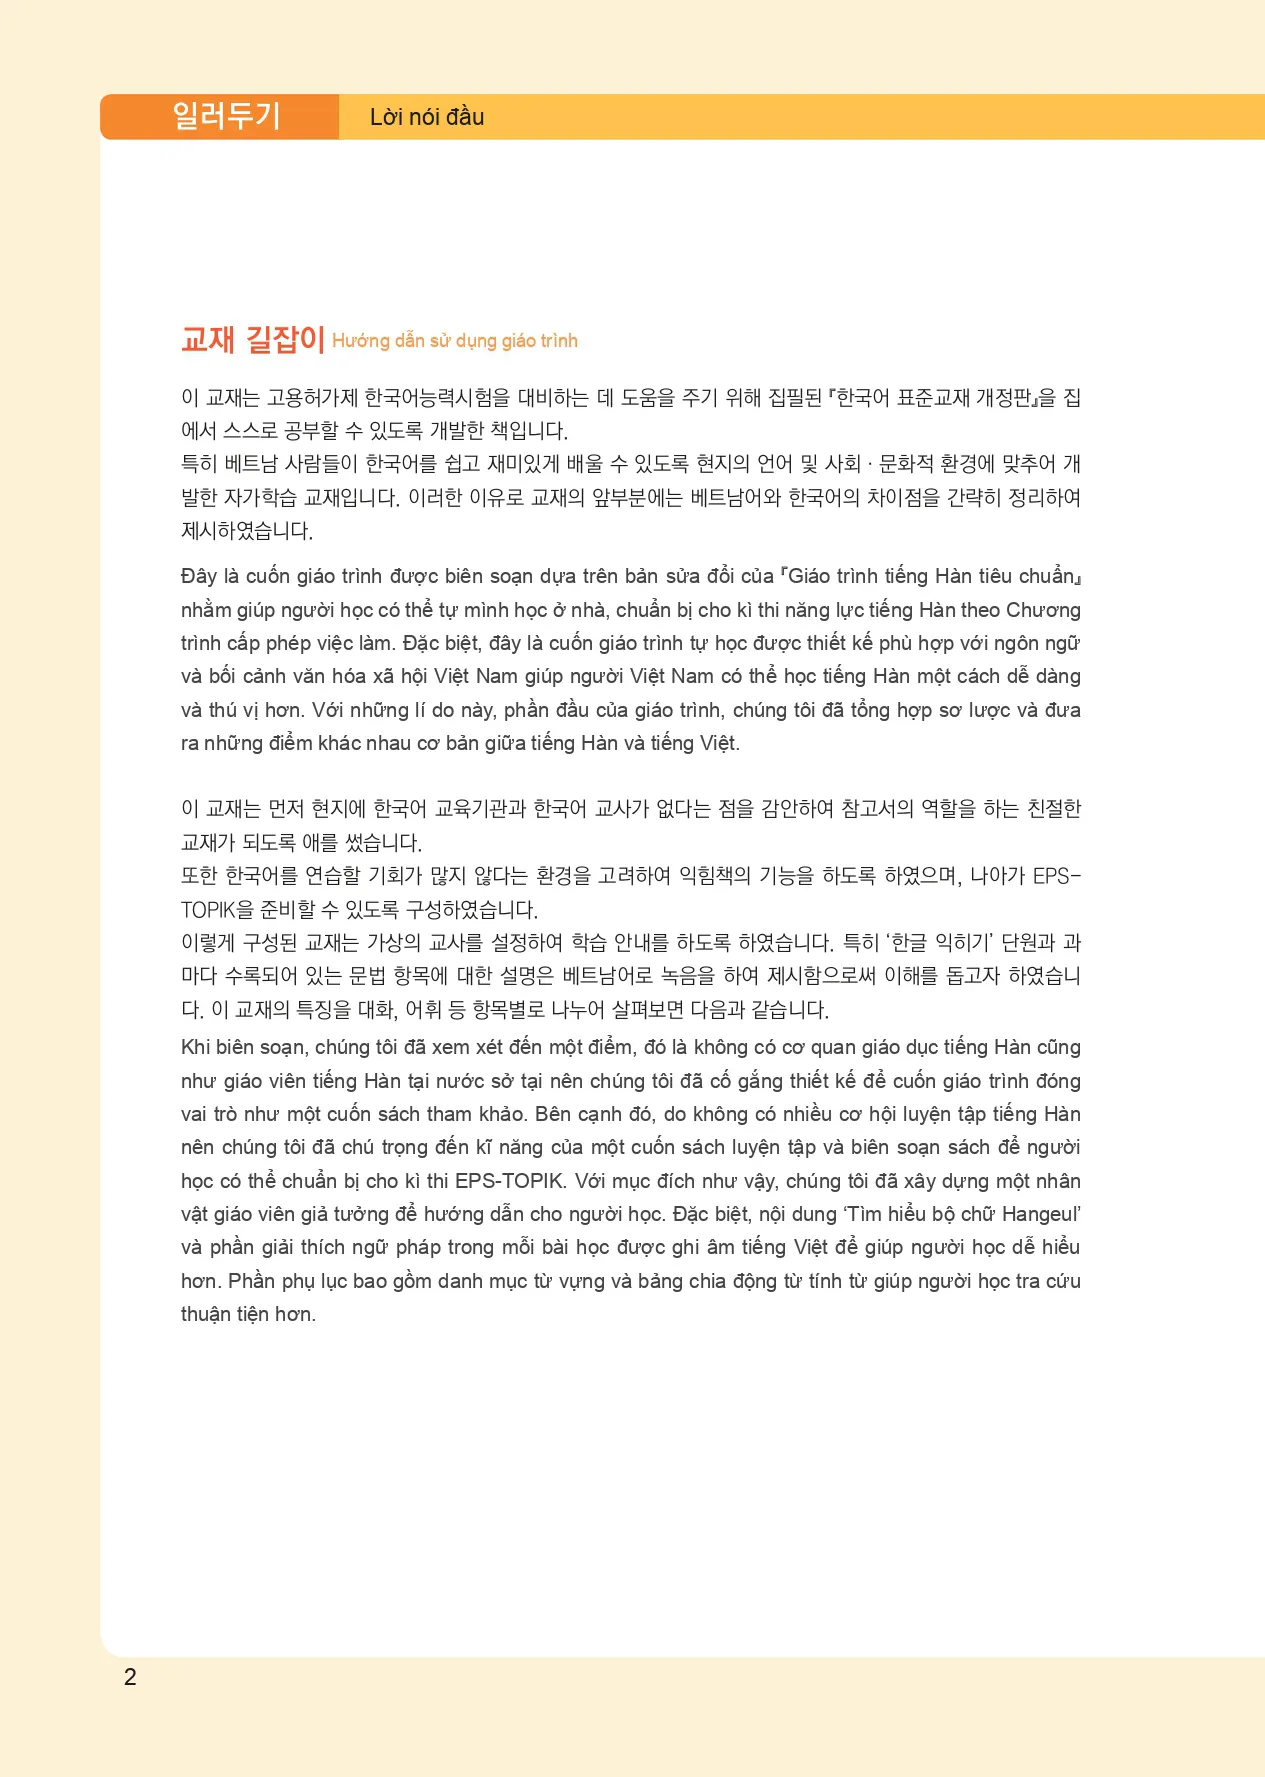 일러두기 Lời nói đầu
교재 길잡이 Hướng dẫn sử dụng giáo trình
이 교재는 고용허가제 한국어능력시험을 대비하는 데 도움을 주기 위해 집필된 『한국어 표준교재 개정판』을 집
에서 스스로 공부할 수 있도록 개발한 책입니다.
특히 베트남 사람들이 한국어를 쉽고 재미있게 배울 수 있도록 현지의 언어 및 사회 · 문화적 환경에 맞추어 개
발한 자가학습 교재입니다. 이러한 이유로 교재의 앞부분에는 베트남어와 한국어의 차이점을 간략히 정리하여
제시하였습니다.
Đây là cuốn giáo trình được biên soạn dựa trên bản sửa đổi của 『Giáo trình tiếng Hàn tiêu chuẩn』
nhằm giúp người học có thể tự mình học ở nhà, chuẩn bị cho kì thi năng lực tiếng Hàn theo Chương
trình cấp phép việc làm. Đặc biệt, đây là cuốn giáo trình tự học được thiết kế phù hợp với ngôn ngữ
và bối cảnh văn hóa xã hội Việt Nam giúp người Việt Nam có thể học tiếng Hàn một cách dễ dàng
và thú vị hơn. Với những lí do này, phần đầu của giáo trình, chúng tôi đã tổng hợp sơ lược và đưa
ra những điểm khác nhau cơ bản giữa tiếng Hàn và tiếng Việt.
이 교재는 먼저 현지에 한국어 교육기관과 한국어 교사가 없다는 점을 감안하여 참고서의 역할을 하는 친절한
교재가 되도록 애를 썼습니다.
또한 한국어를 연습할 기회가 많지 않다는 환경을 고려하여 익힘책의 기능을 하도록 하였으며, 나아가 EPS-
TOPIK을 준비할 수 있도록 구성하였습니다.
이렇게 구성된 교재는 가상의 교사를 설정하여 학습 안내를 하도록 하였습니다. 특히 ‘한글 익히기’ 단원과 과
마다 수록되어 있는 문법 항목에 대한 설명은 베트남어로 녹음을 하여 제시함으로써 이해를 돕고자 하였습니
다. 이 교재의 특징을 대화, 어휘 등 항목별로 나누어 살펴보면 다음과 같습니다.
Khi biên soạn, chúng tôi đã xem xét đến một điểm, đó là không có cơ quan giáo dục tiếng Hàn cũng
như giáo viên tiếng Hàn tại nước sở tại nên chúng tôi đã cố gắng thiết kế để cuốn giáo trình đóng
vai trò như một cuốn sách tham khảo. Bên cạnh đó, do không có nhiều cơ hội luyện tập tiếng Hàn
nên chúng tôi đã chú trọng đến kĩ năng của một cuốn sách luyện tập và biên soạn sách để người
học có thể chuẩn bị cho kì thi EPS-TOPIK. Với mục đích như vậy, chúng tôi đã xây dựng một nhân
vật giáo viên giả tưởng để hướng dẫn cho người học. Đặc biệt, nội dung ‘Tìm hiểu bộ chữ Hangeul’
và phần giải thích ngữ pháp trong mỗi bài học được ghi âm tiếng Việt để giúp người học dễ hiểu
hơn. Phần phụ lục bao gồm danh mục từ vựng và bảng chia động từ tính từ giúp người học tra cứu
thuận tiện hơn.
2